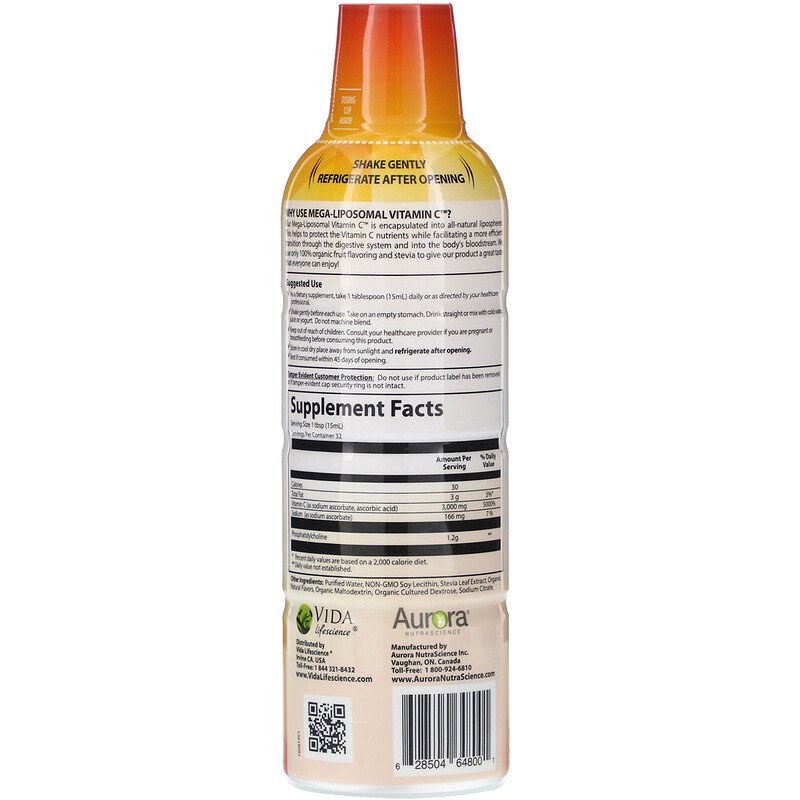 DOSING
CUP
INSIDE
SHAKE GENTLY
REFRIGERATE AFTER OPENING
WHY USE MEGA-LIPOSOMAL VITAMIN C™?
Our Mega-Liposomal Vitamin C™ is encapsulated into all-natural lipospheres.
This helps to protect the Vitamin C nutrients while facilitating a more efficient
transition through the digestive system and into the body's bloodstream. We
use only 100% organic fruit flavoring and stevia to give our product a great taste
that everyone can enjoy!
Suggested Use
As a dietary supplement, take 1 tablespoon (15mL) daily or as directed by your healthcare
professional.
Shake gently before each use. Take on an empty stomach. Drink straight or mix with cold water,
juice or yogurt. Do not machine blend.
Keep out of reach of children. Consult your healthcare provider if you are pregnant or
breastfeeding before consuming this product.
Store in cool dry place away from sunlight and refrigerate after opening.
Best if consumed within 45 days of opening.
Tamper Evident Customer Protection: Do not use if product label has been removed
or if tamper-evident cap security ring is not intact.
Supplement Facts
Serving Size 1 tbsp (15mL)
Servings Per Container 32
Amount Per Serving % Daily Value
Calories 30
Total Fat 3 g 5%*
Vitamin C (as sodium ascorbate, ascorbic acid) 3,000 mg 5000%
Sodium (as sodium ascorbate) 166 mg 7%
Phosphatidylcholine 1.2g **
* Percent daily values are based on a 2,000 calorie diet.
** Daily value not established.
Other Ingredients: Purified Water, NON-GMO Soy Lecithin, Stevia Leaf Extract, Organic
Natural Flavors, Organic Maltodextrin, Organic Cultured Dextrose, Sodium Citrate.
VIDA
lifescience®
Distributed by
Vida Lifescience®
Irvine CA. USA
Toll-Free: 1 844 321-8432
www.VidaLifescience.com
Aurora®
NUTRASCIENCE
Manufactured by
Aurora NutraScience Inc.
Vaughan, ON. Canada
Toll-Free: 1 800-924-6810
www.AuroraNutraScience.com
6 28504 64800 1